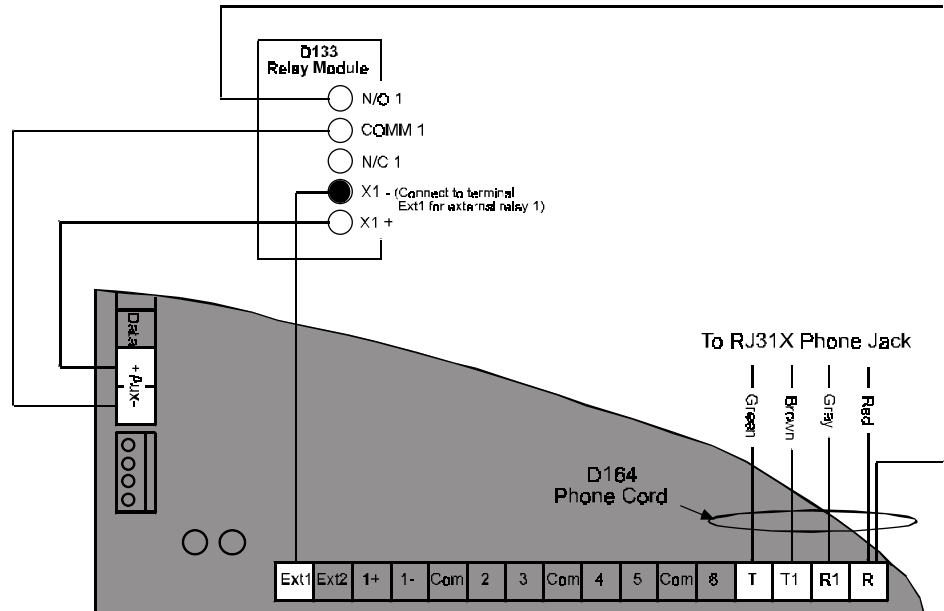 D133
Relay Module
N/O 1
COMM 1
N/C 1
X1 - (Connect to terminal
Ext1 for external relay 1)
X1 +
Data
+ Aux -
To RJ31X Phone Jack
Green
Brown
Gray
Red
D164
Phone Cord
Ext1 Ext2 1+ 1- Com 2 3 Com 4 5 Com 6 T T1 R1 R